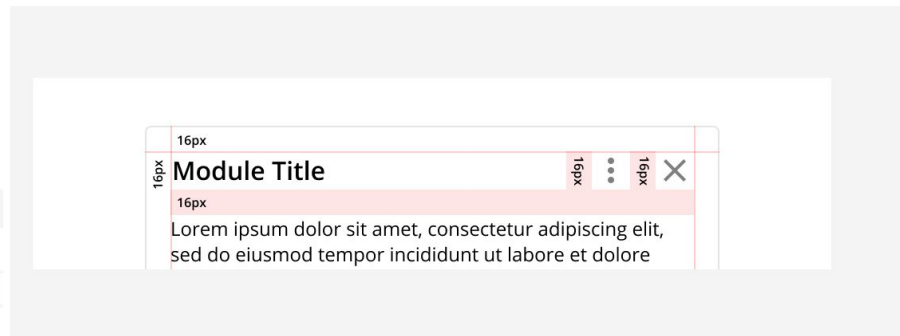 16px
16px
Module Title
16px
16px
16px
Lorem ipsum dolor sit amet, consectetur adipiscing elit,
sed do eiusmod tempor incididunt ut labore et dolore